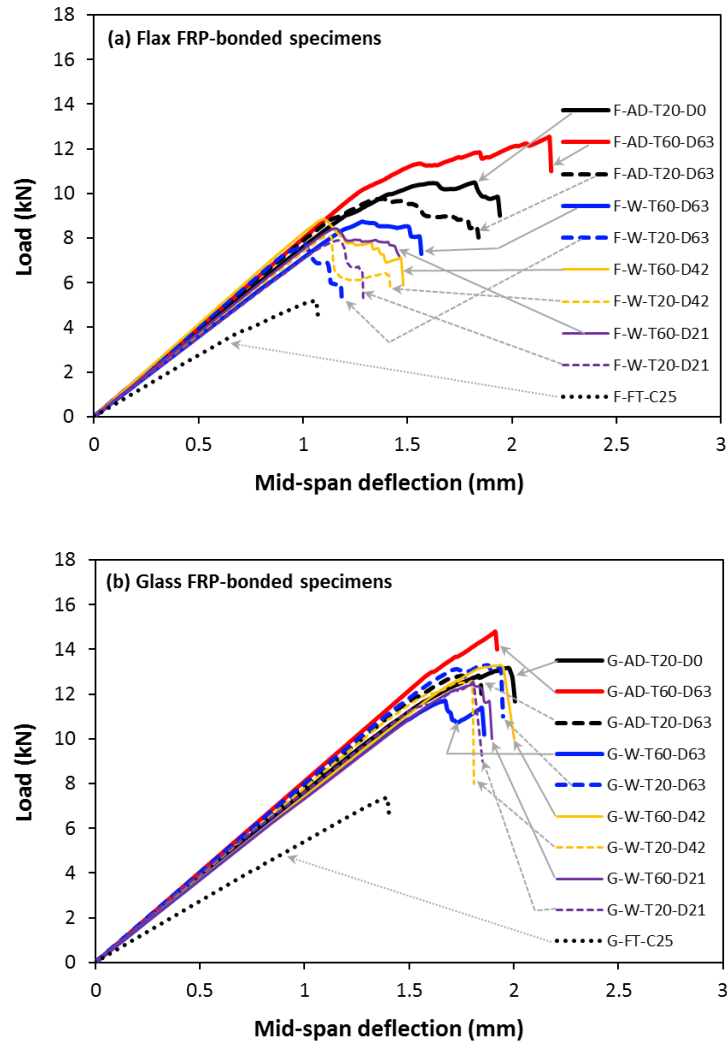 (a) Flax FRP-bonded specimens
18
16
14
12
10
8
6
4
2
0
Load (kN)
0
0.5
1
1.5
2
2.5
3
Mid-span deflection (mm)
F-AD-T20-D0
F-AD-T60-D63
F-AD-T20-D63
F-W-T60-D63
F-W-T20-D63
F-W-T60-D42
F-W-T20-D42
F-W-T60-D21
F-W-T20-D21
F-FT-C25
(b) Glass FRP-bonded specimens
18
16
14
12
10
8
6
4
2
0
Load (kN)
0
0.5
1
1.5
2
2.5
3
Mid-span deflection (mm)
G-AD-T20-D0
G-AD-T60-D63
G-AD-T20-D63
G-W-T60-D63
G-W-T20-D63
G-W-T60-D42
G-W-T20-D42
G-W-T60-D21
G-W-T20-D21
G-FT-C25